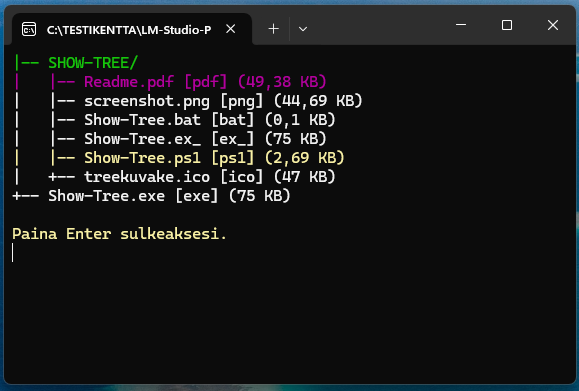 C:\TESTIKENTTA\LM-Studio-P
|-- SHOW-TREE/
|   |-- Readme.pdf [pdf] (49,38 KB)
|   |-- screenshot.png [png] (44,69 KB)
|   |-- Show-Tree.bat [bat] (0,1 KB)
|   |-- Show-Tree.ex_ [ex_] (75 KB)
|   |-- Show-Tree.ps1 [ps1] (2,69 KB)
|   +-- treekuvake.ico [ico] (47 KB)
+-- Show-Tree.exe [exe] (75 KB)
Paina Enter sulkeaksesi.